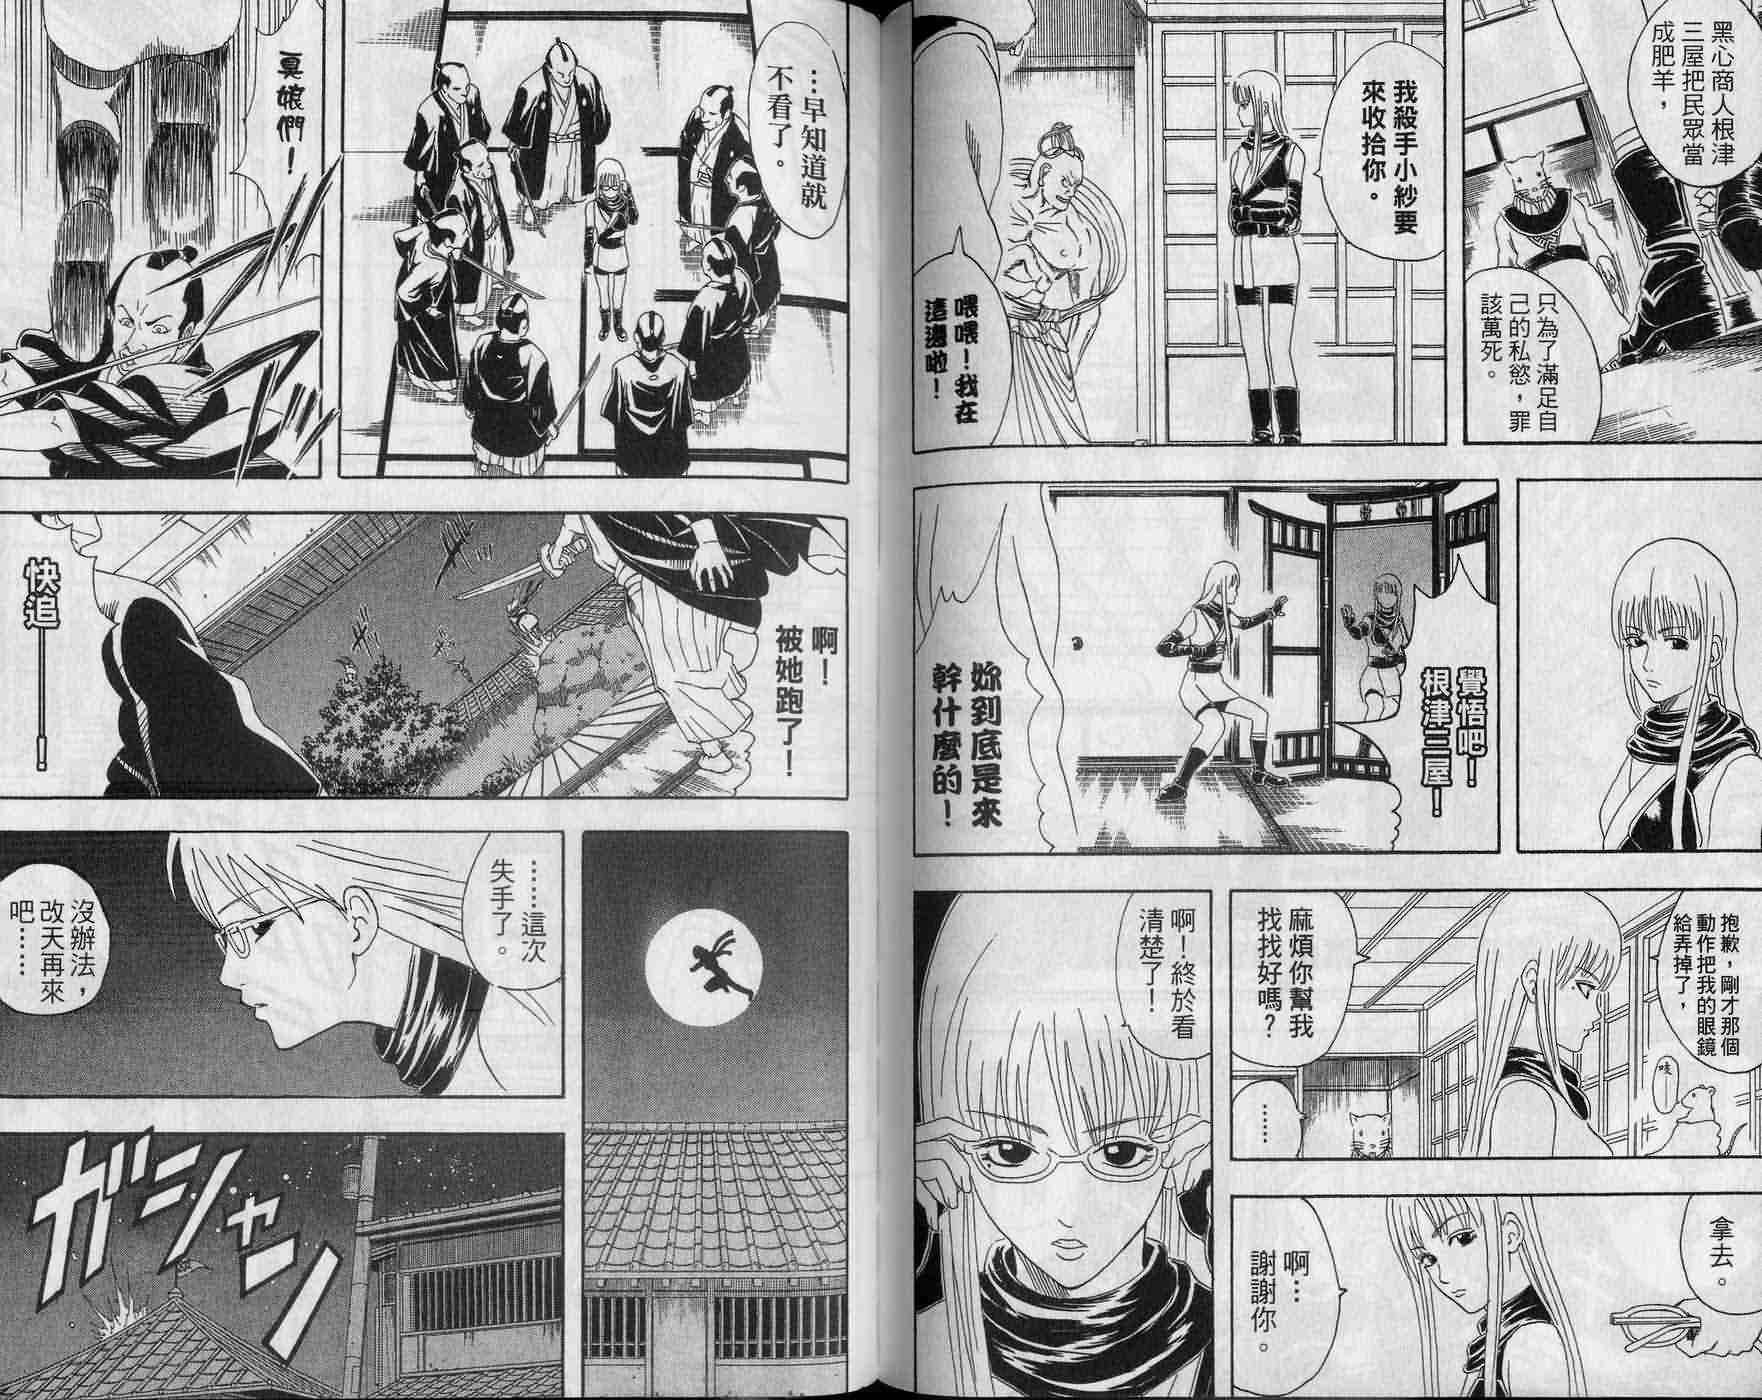 黑心商人根津
三屋把民眾當
成肥羊，
只為了滿足自
己的私慾，罪
該萬死。
我殺手小紗要
來收拾你。
喂喂！我在
這邊啦！
覺悟吧！
根津三屋！
妳到底是來
幹什麼的！
抱歉，剛才那個
動作把我的眼鏡
給弄掉了，
麻煩你幫我
找找好嗎？
……
拿去。
啊…
謝謝你。
啊！終於看
清楚了！
…早知道就
不看了。
娘們！
啊！
被她跑了！
快追——！
……這次
失手了。
沒辦法，
改天再來
吧……
ガシャン